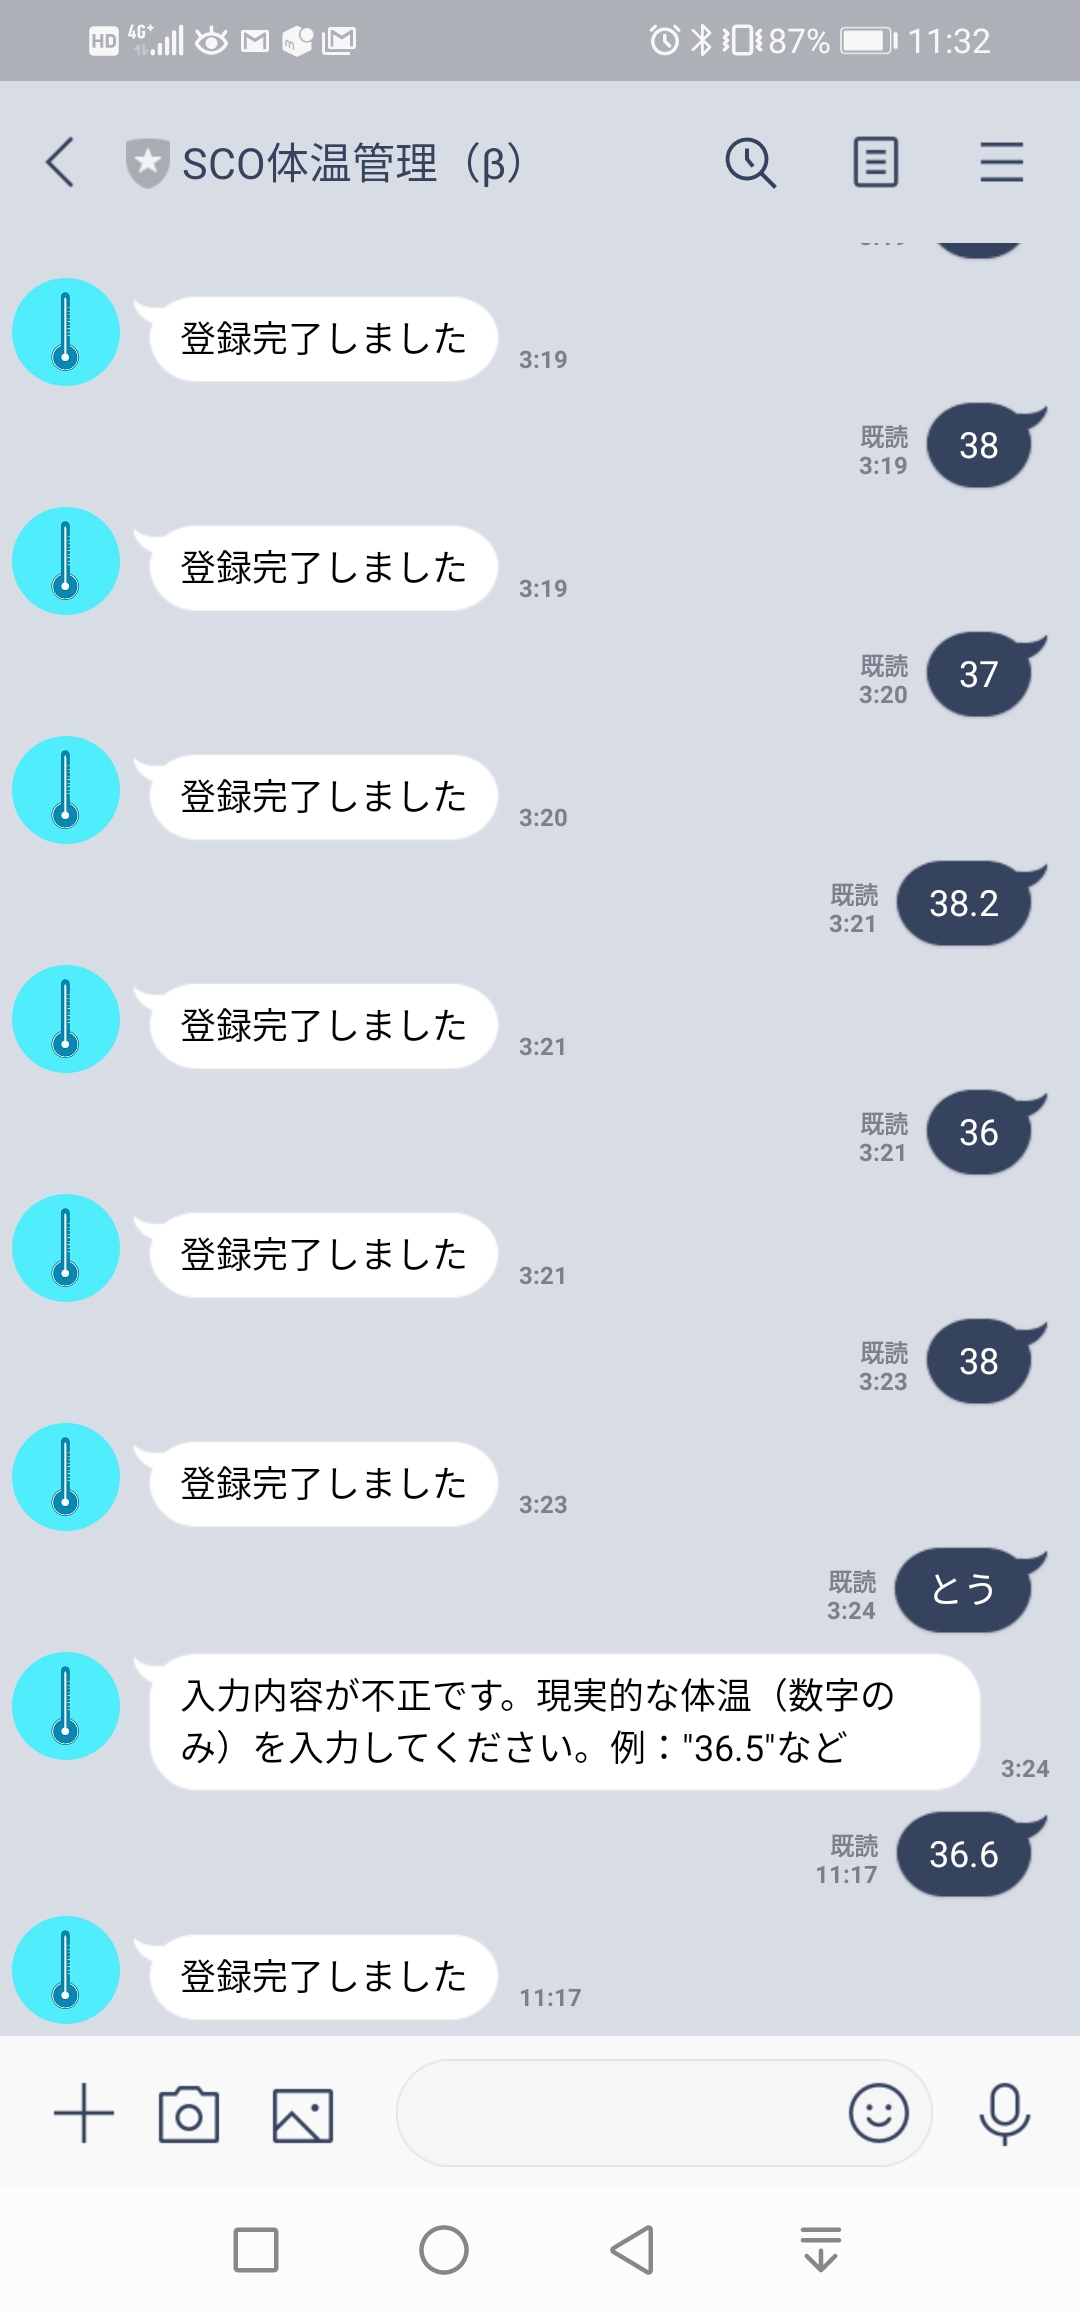 HD 4G+ 87% 11:32
SCO体温管理（β）
登録完了しました
3:19
既読
3:19
38
登録完了しました
3:19
既読
3:20
37
登録完了しました
3:20
既読
3:21
38.2
登録完了しました
3:21
既読
3:21
36
登録完了しました
3:21
既読
3:23
38
登録完了しました
3:23
既読
3:24
とう
入力内容が不正です。現実的な体温（数字の
み）を入力してください。例："36.5"など
3:24
既読
11:17
36.6
登録完了しました
11:17